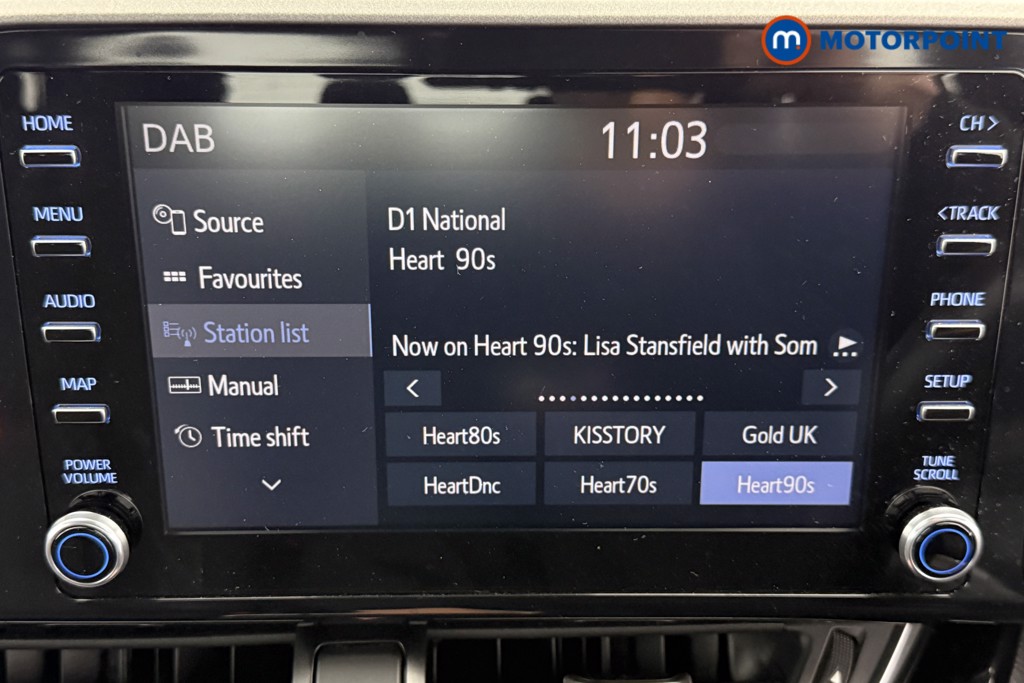 m MOTORPOINT
HOME
MENU
AUDIO
MAP
POWER
VOLUME
DAB
11:03
Source
Favourites
Station list
Manual
Time shift
D1 National
Heart 90s
Now on Heart 90s: Lisa Stansfield with Som
Heart80s
KISSTORY
Gold UK
HeartDnc
Heart70s
Heart90s
CH>
<TRACK
PHONE
SETUP
TUNE
SCROLL